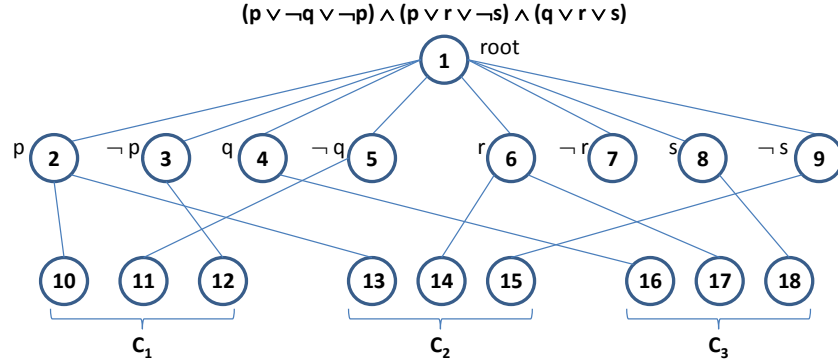 (p ∨ ¬q ∨ ¬p) ∧ (p ∨ r ∨ ¬s) ∧ (q ∨ r ∨ s)
1 root
p 2 ¬ p 3 q 4 ¬ q 5 r 6 ¬ r 7 s 8 ¬ s 9
10 11 12 13 14 15 16 17 18
C1 C2 C3